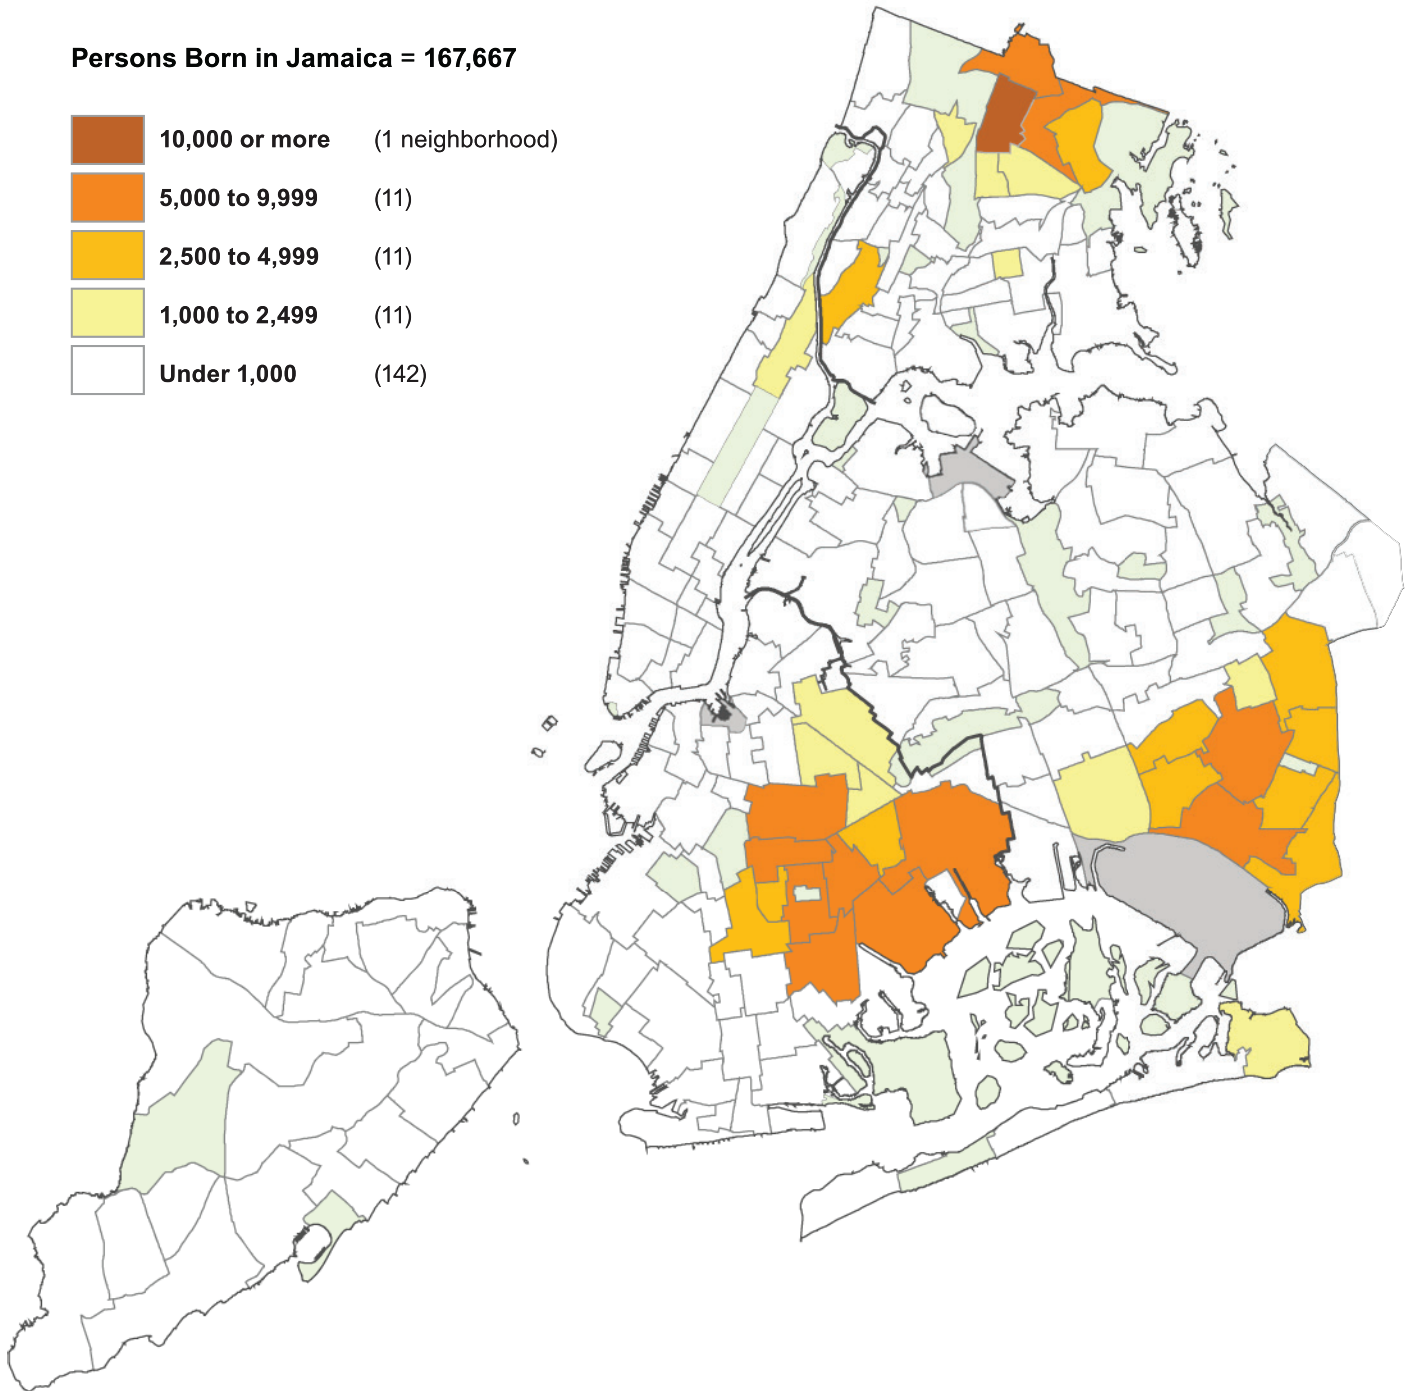 Persons Born in Jamaica = 167,667
10,000 or more (1 neighborhood)
5,000 to 9,999 (11)
2,500 to 4,999 (11)
1,000 to 2,499 (11)
Under 1,000 (142)